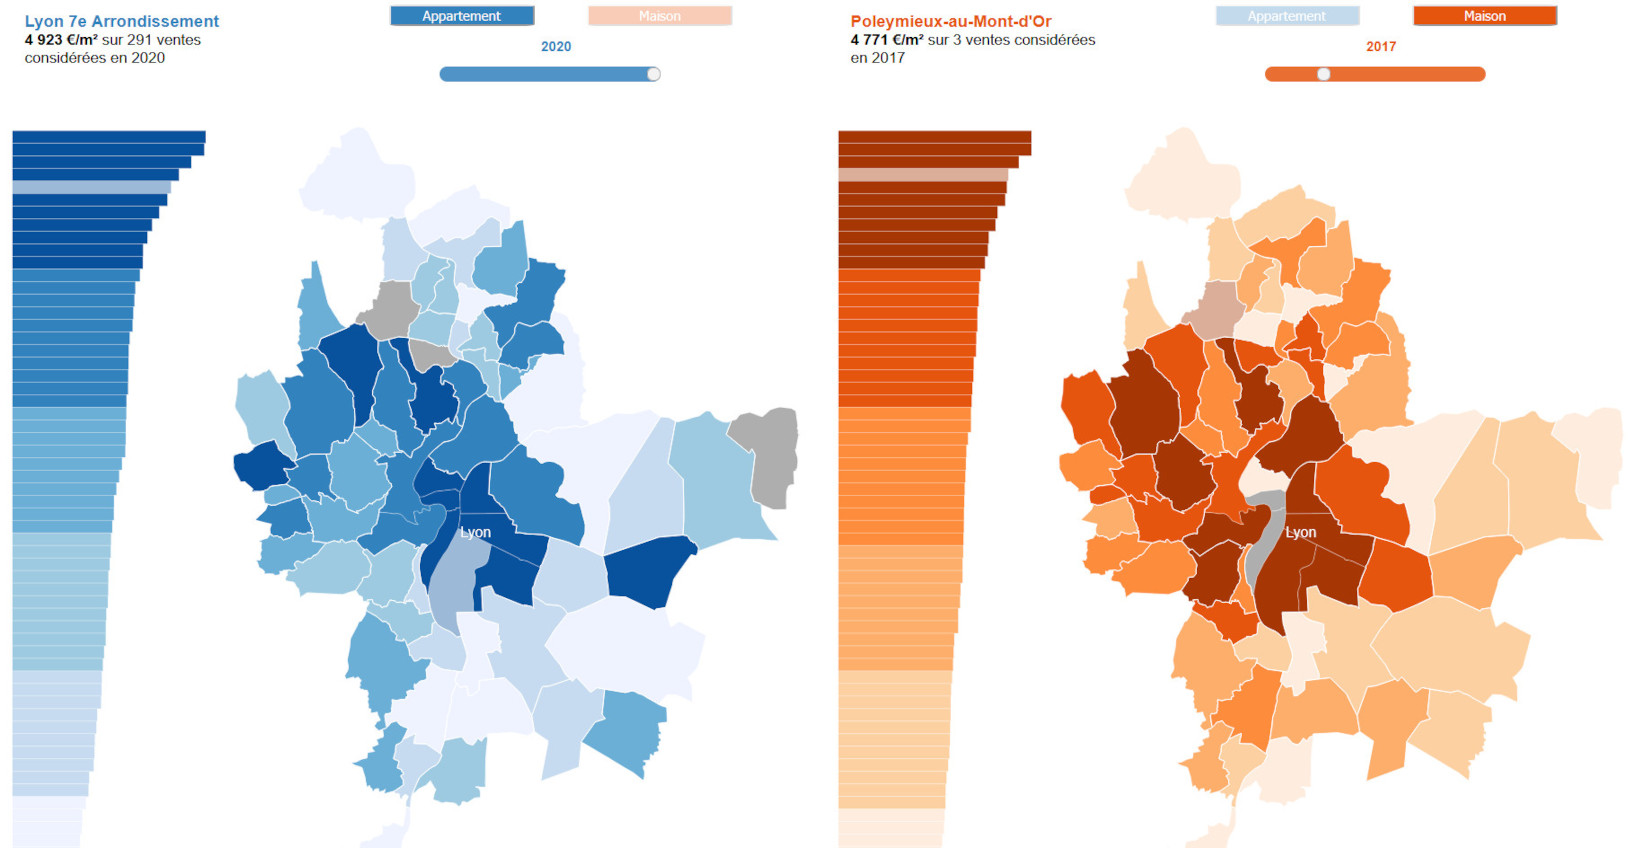 Lyon 7e Arrondissement
4 923 €/m² sur 291 ventes
considérées en 2020
Appartement
Maison
2020
Lyon
Poleymieux-au-Mont-d'Or
4 771 €/m² sur 3 ventes considérées
en 2017
Appartement
Maison
2017
Lyon